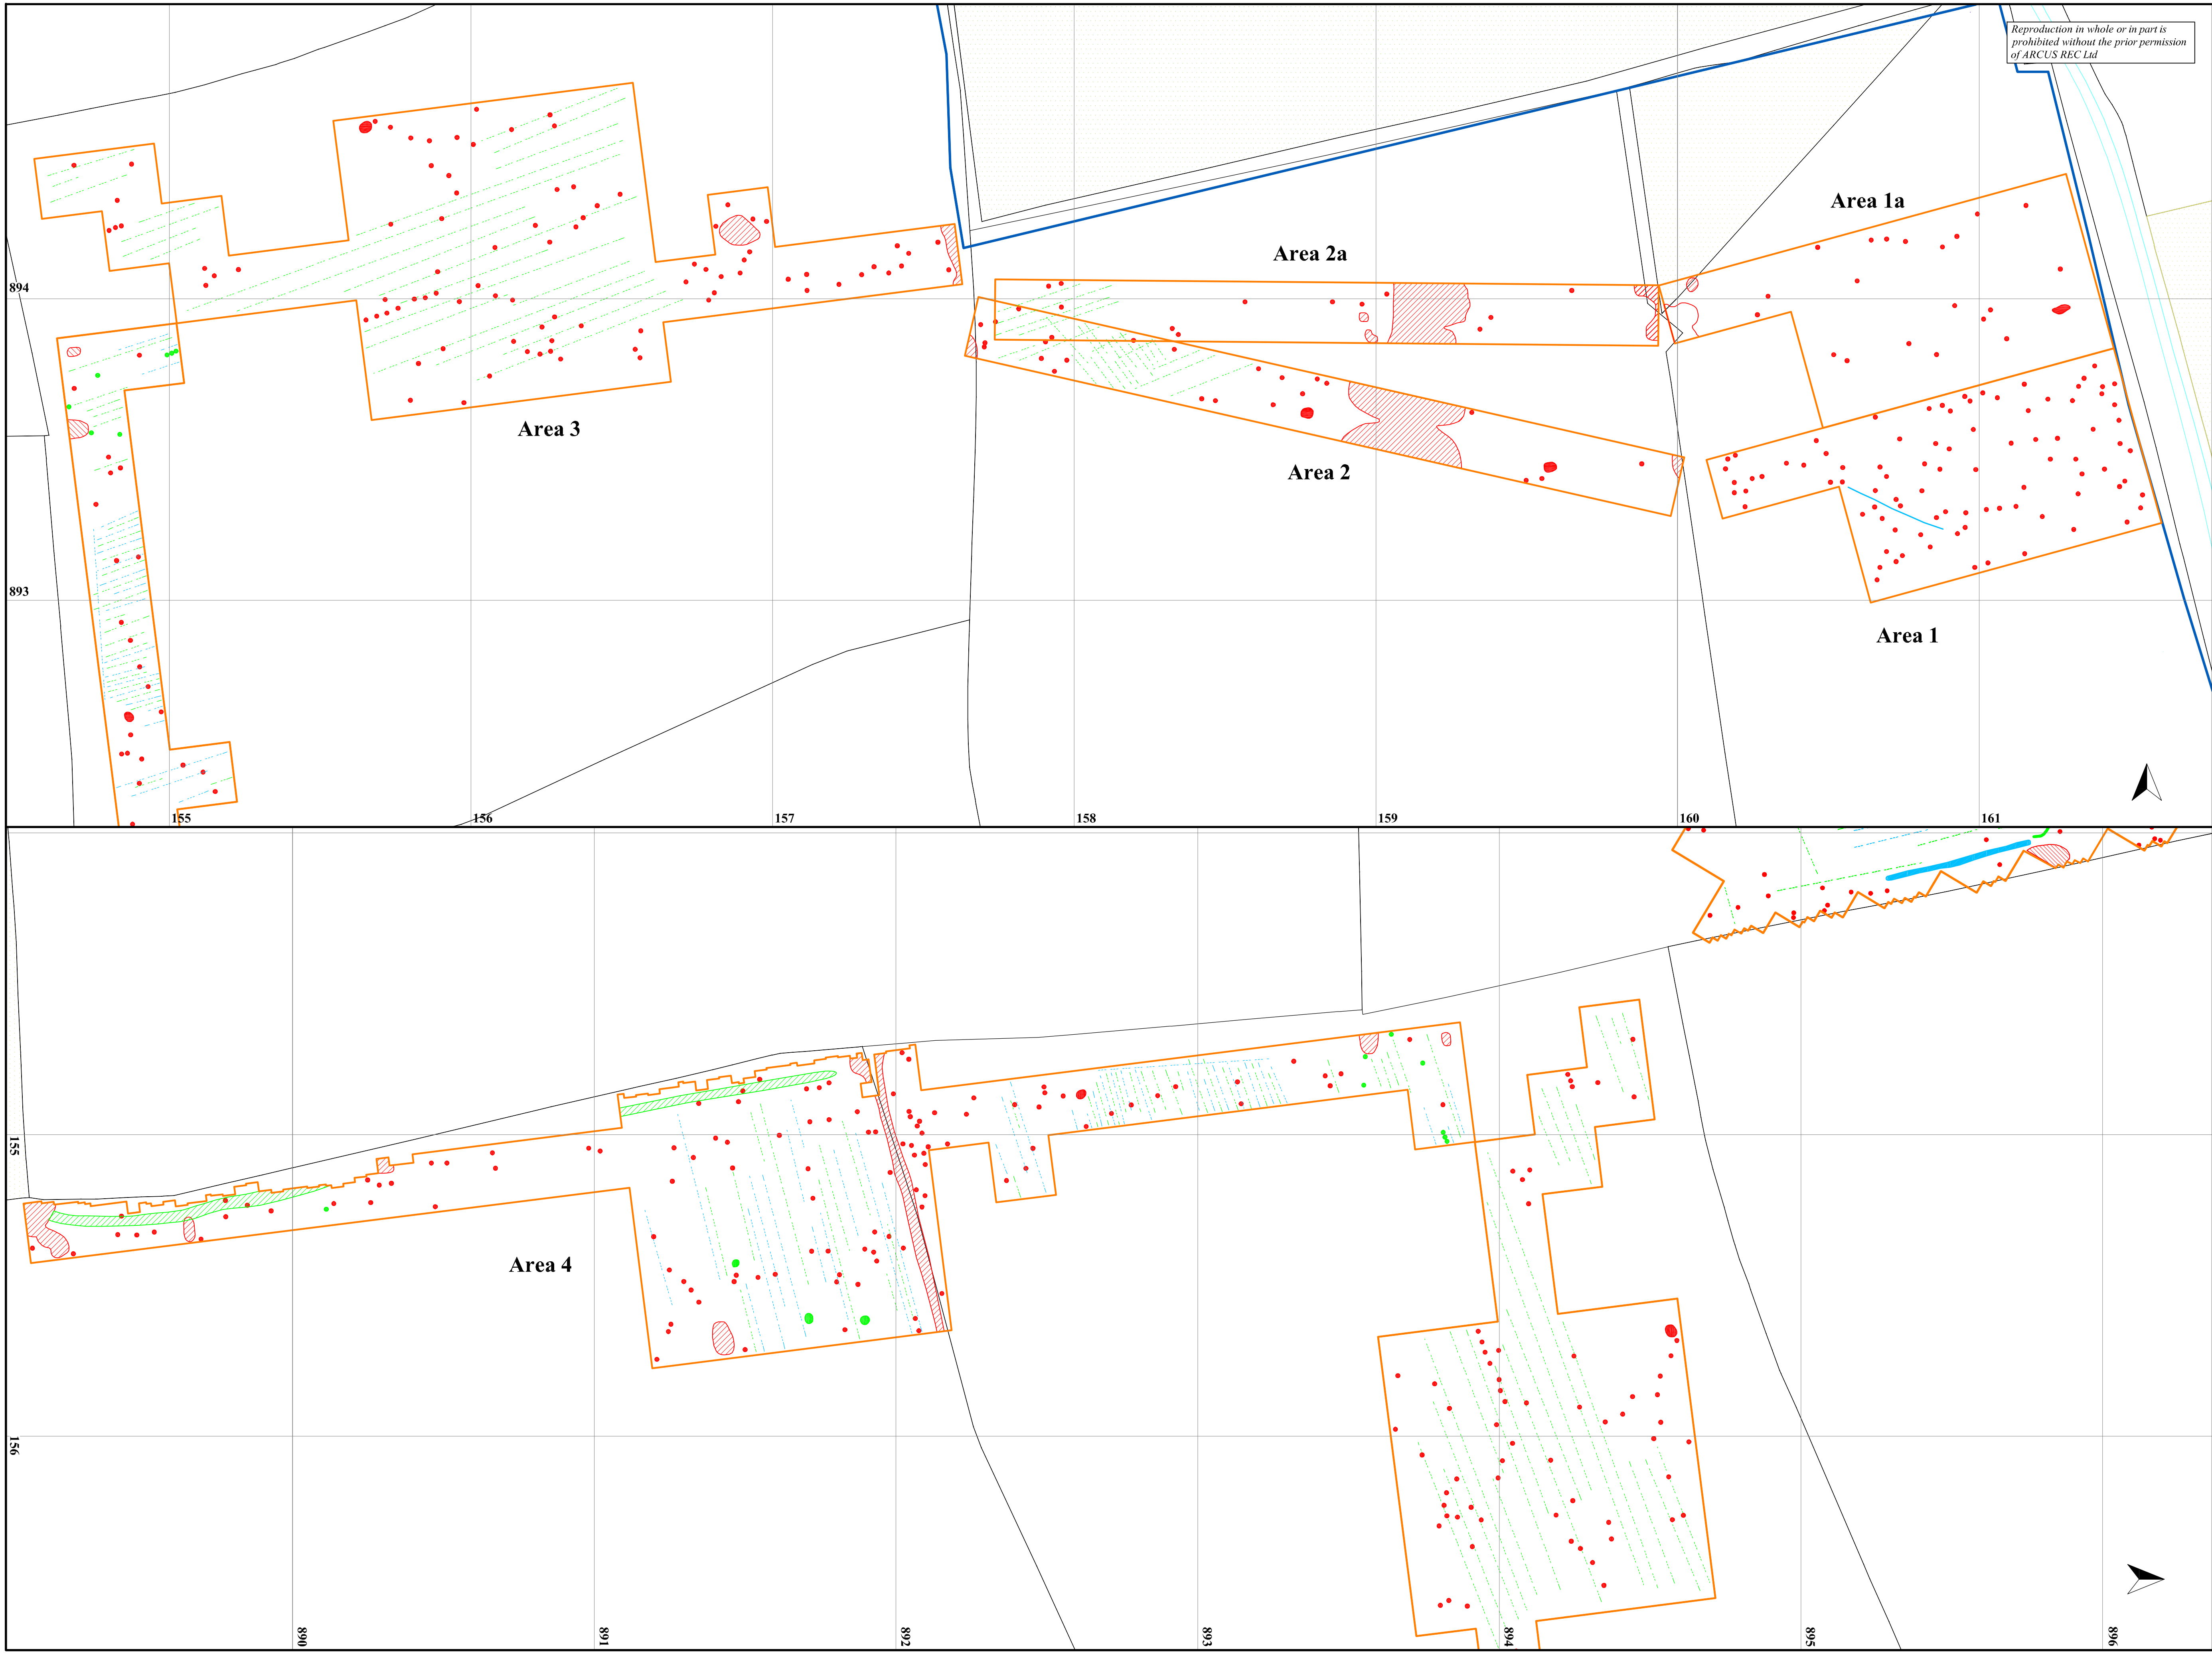 Reproduction in whole or in part is
prohibited without the prior permission
of ARCUS REC Ltd
Area 1a
Area 2a
894
Area 3
Area 2
893
Area 1
155
156
157
158
159
160
161
155
Area 4
156
890
891
892
893
894
895
896